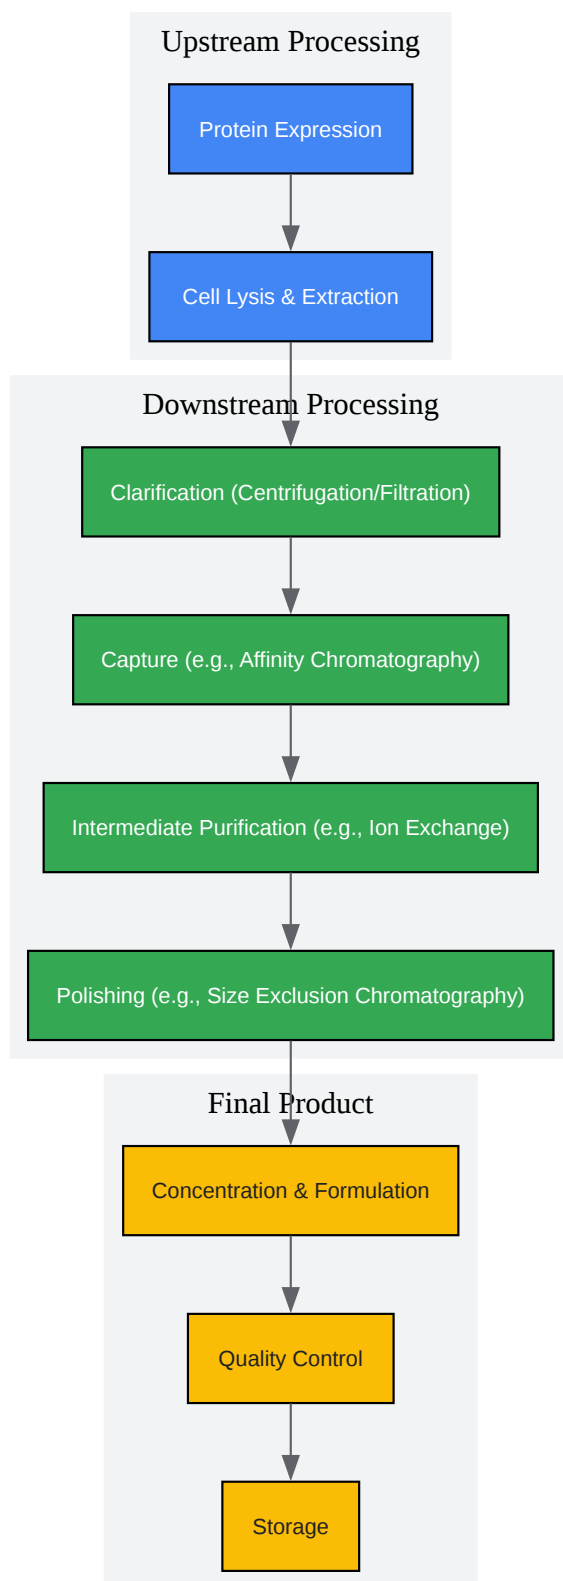 Upstream Processing
Protein Expression
Cell Lysis & Extraction
Downstream Processing
Clarification (Centrifugation/Filtration)
Capture (e.g., Affinity Chromatography)
Intermediate Purification (e.g., Ion Exchange)
Polishing (e.g., Size Exclusion Chromatography)
Final Product
Concentration & Formulation
Quality Control
Storage